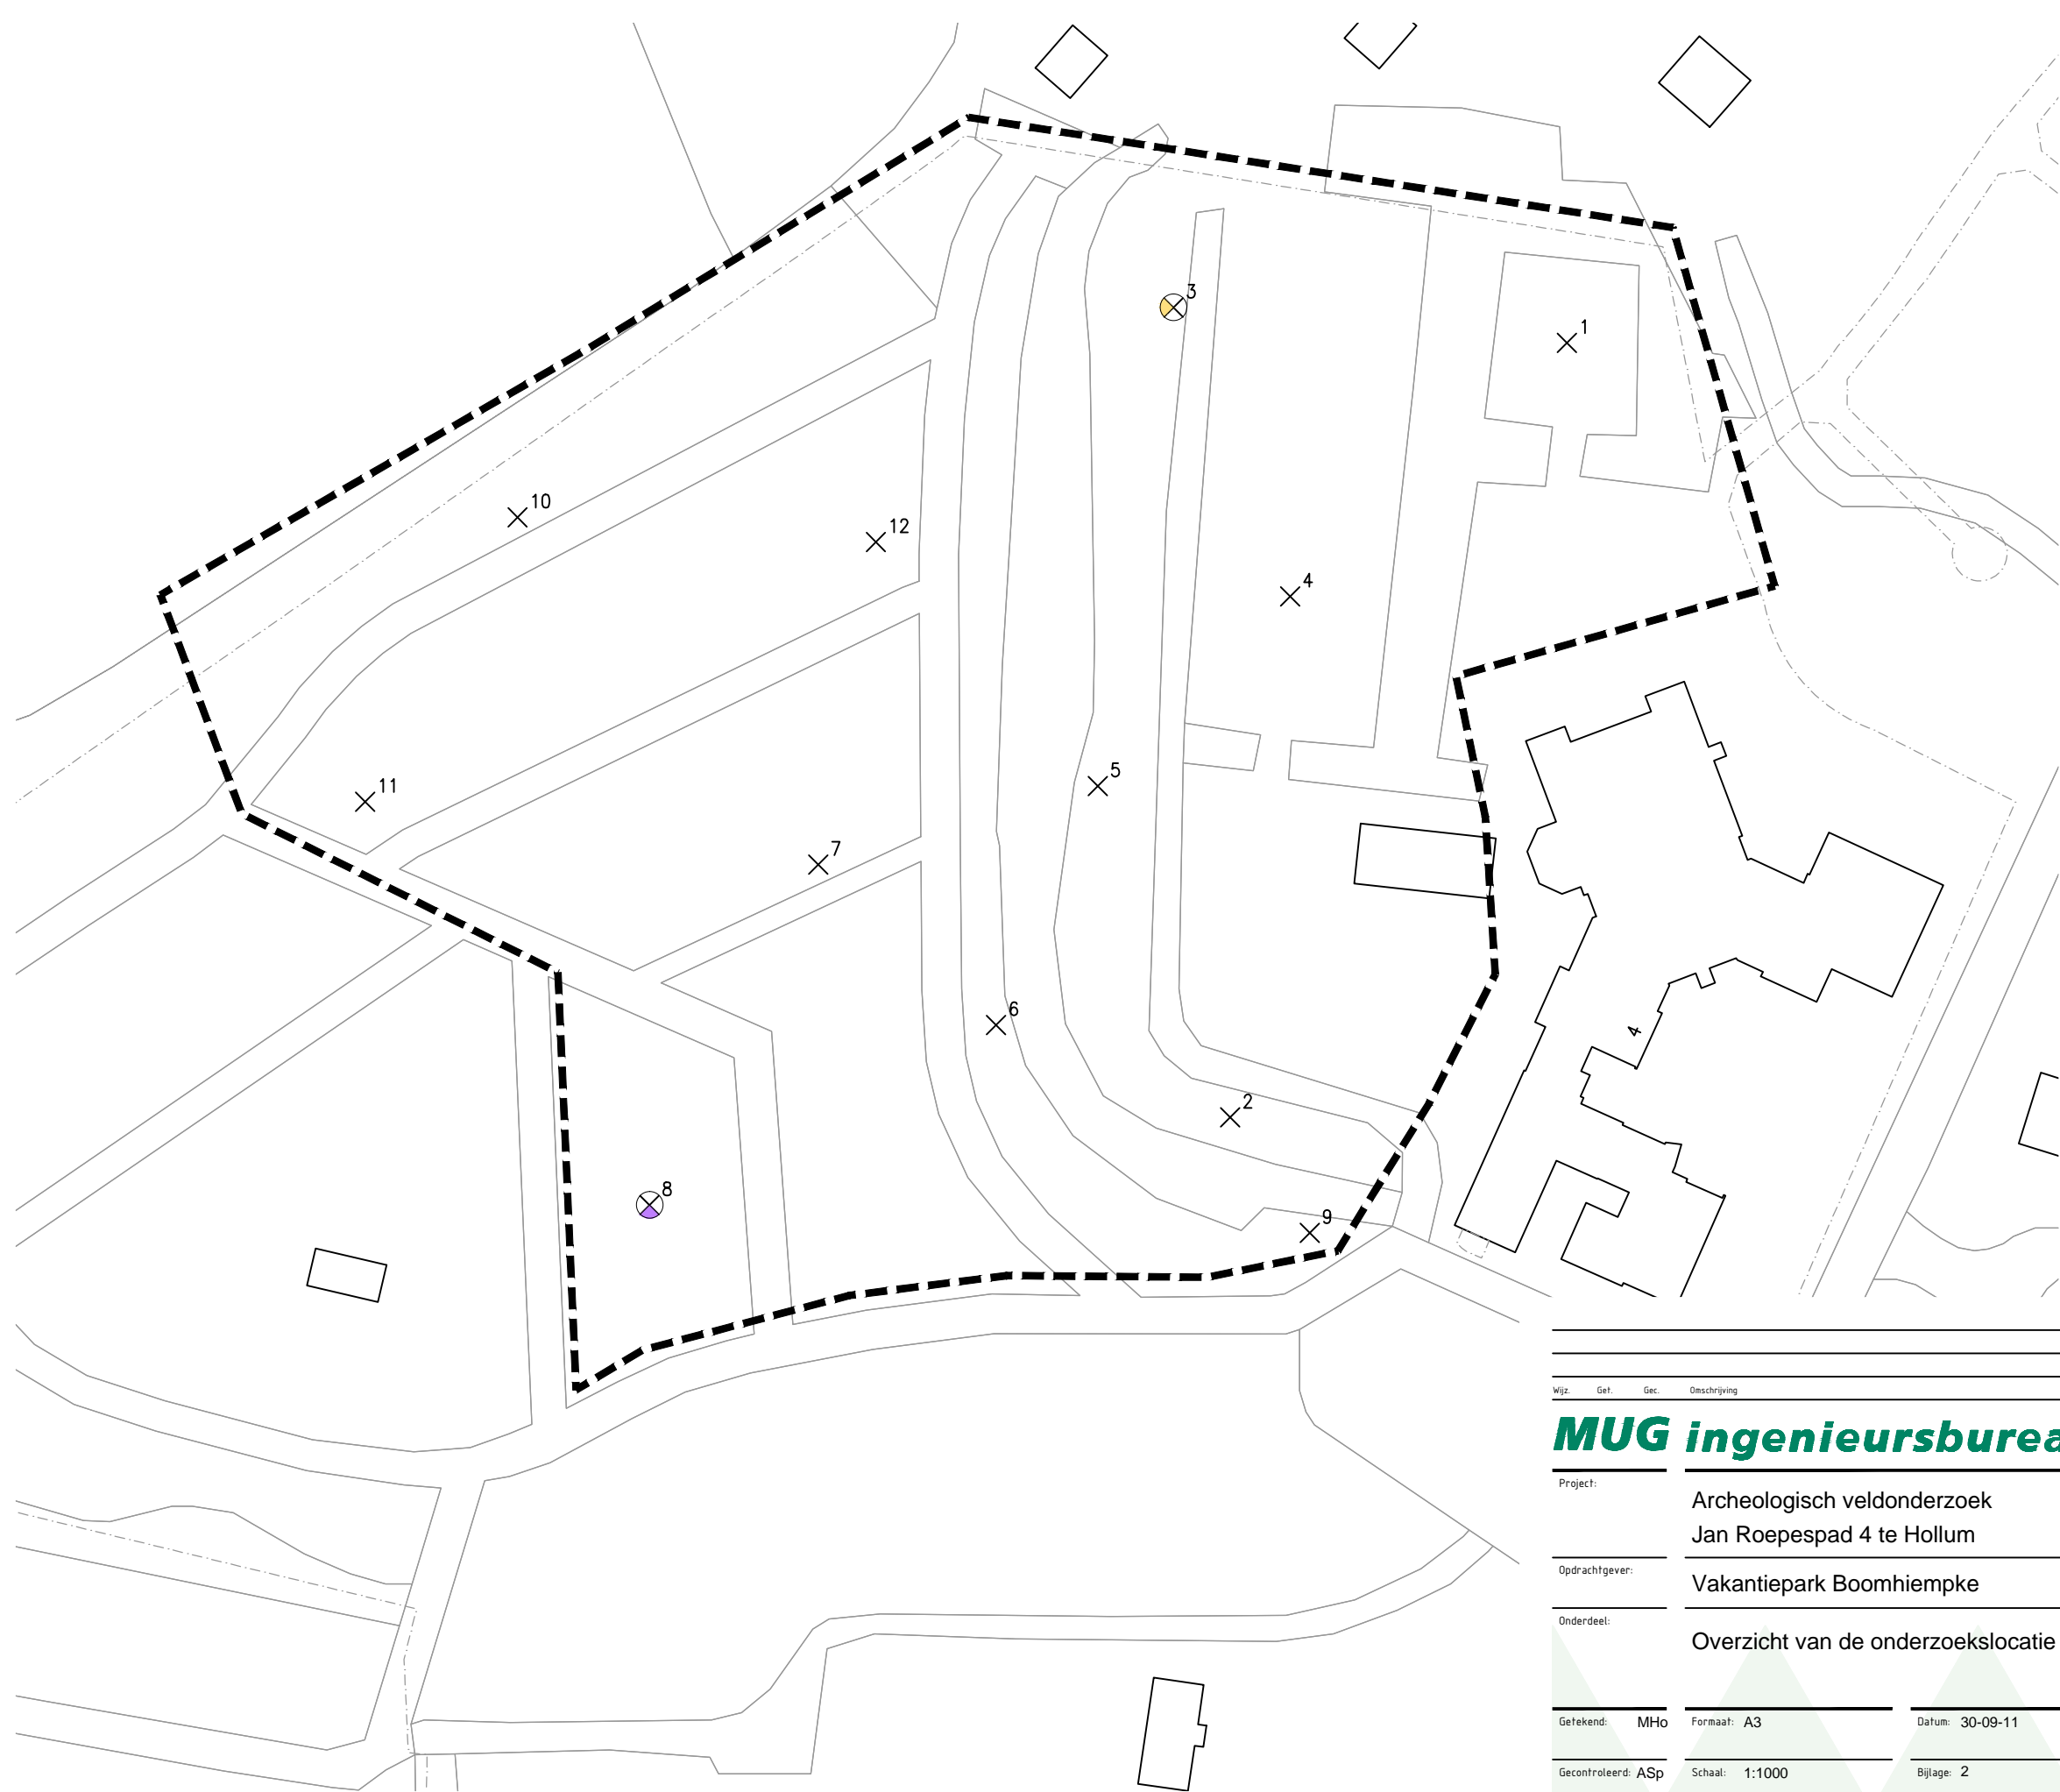 3
1
10
12
4
11
5
7
6
4
2
8
9
Wijz. Get. Gec. Omschrijving
MUG ingenieursburea
Project:
Archeologisch veldonderzoek
Jan Roepespad 4 te Hollum
Opdrachtgever:
Vakantiepark Boomhiempke
Onderdeel:
Overzicht van de onderzoekslocatie
Getekend: MHo Formaat: A3 Datum: 30-09-11
Gecontroleerd: ASp Schaal: 1:1000 Bijlage: 2